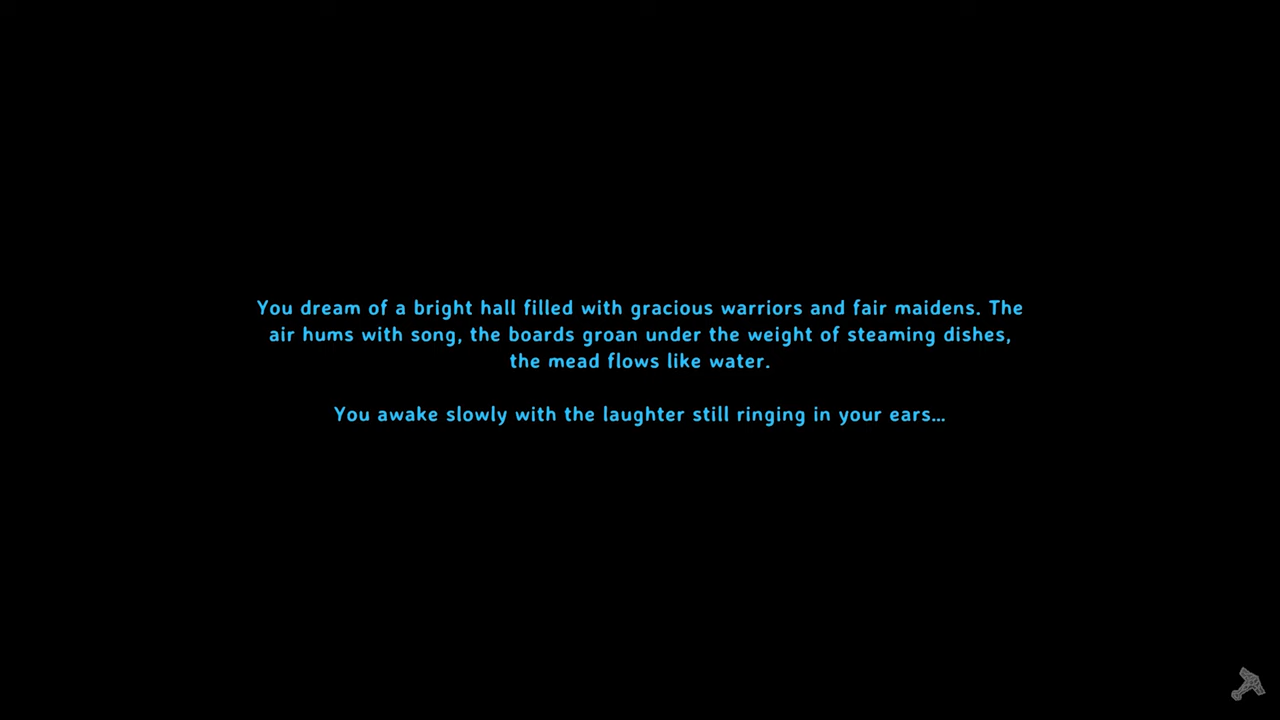 You dream of a bright hall filled with gracious warriors and fair maidens. The
air hums with song, the boards groan under the weight of steaming dishes,
the mead flows like water.
You awake slowly with the laughter still ringing in your ears...